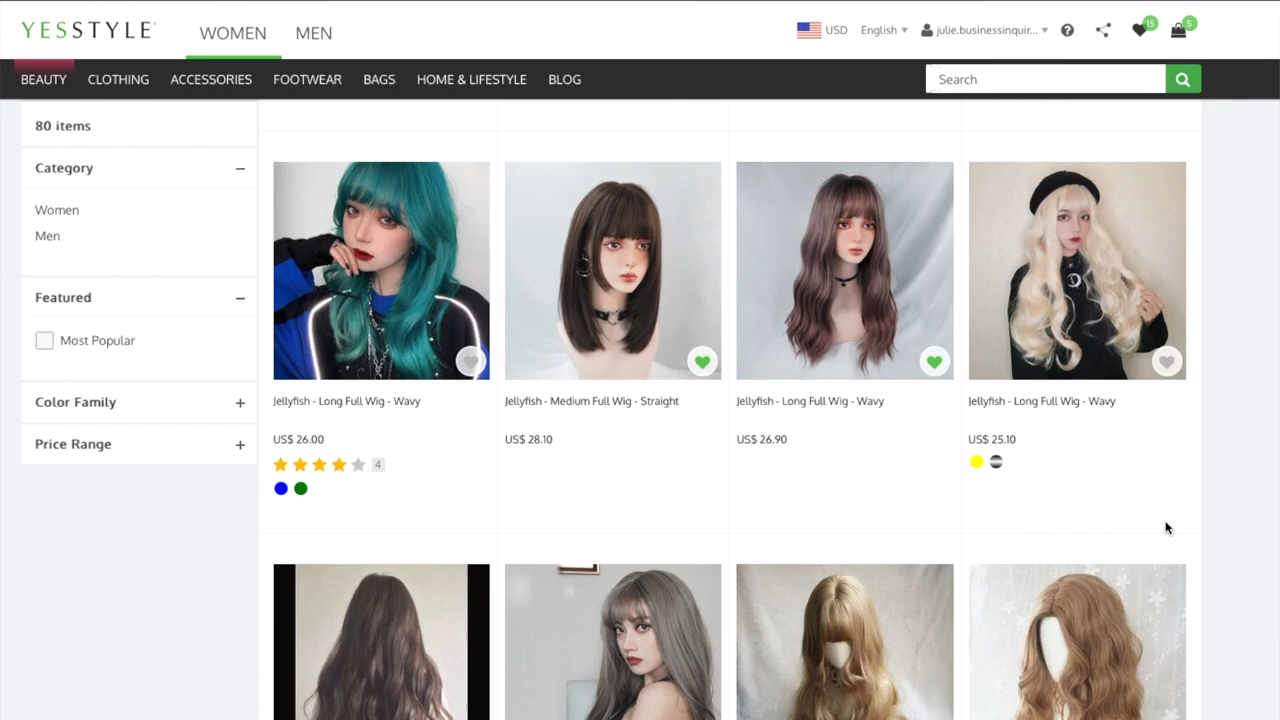 YESSTYLE
WOMEN
MEN
USD
English
julie.businessinquir...
?
15
5
BEAUTY
CLOTHING
ACCESSORIES
FOOTWEAR
BAGS
HOME & LIFESTYLE
BLOG
Search
80 items
Category
Women
Men
Featured
Most Popular
Color Family
Price Range
Jellyfish - Long Full Wig - Wavy
US$ 26.00
4
Jellyfish - Medium Full Wig - Straight
US$ 28.10
Jellyfish - Long Full Wig - Wavy
US$ 26.90
Jellyfish - Long Full Wig - Wavy
US$ 25.10